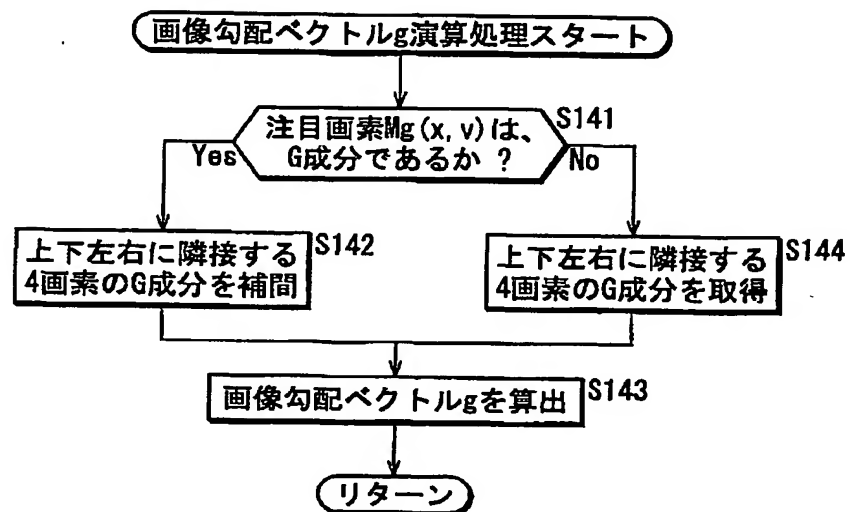 画像勾配ベクトルg演算処理スタート
注目画素Mg(x,v)は、
G成分であるか ?
S141
Yes
No
上下左右に隣接する
4画素のG成分を補間
S142
上下左右に隣接する
4画素のG成分を取得
S144
画像勾配ベクトルgを算出
S143
リターン